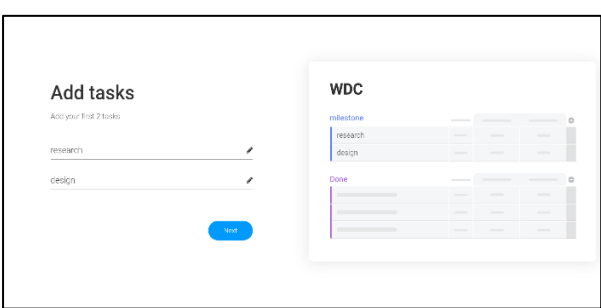 Add tasks
Add your first 2 tasks
research
design
Next
WDC
milestone
research
design
Done